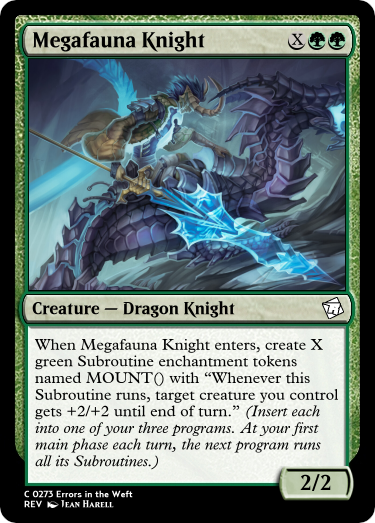 Megafauna Knight X
Creature — Dragon Knight
When Megafauna Knight enters, create X
green Subroutine enchantment tokens
named MOUNT() with “Whenever this
Subroutine runs, target creature you control
gets +2/+2 until end of turn.” (Insert each
into one of your three programs. At your first
main phase each turn, the next program runs
all its Subroutines.)
2/2
C 0273 Errors in the Weft
REV Jean Harell